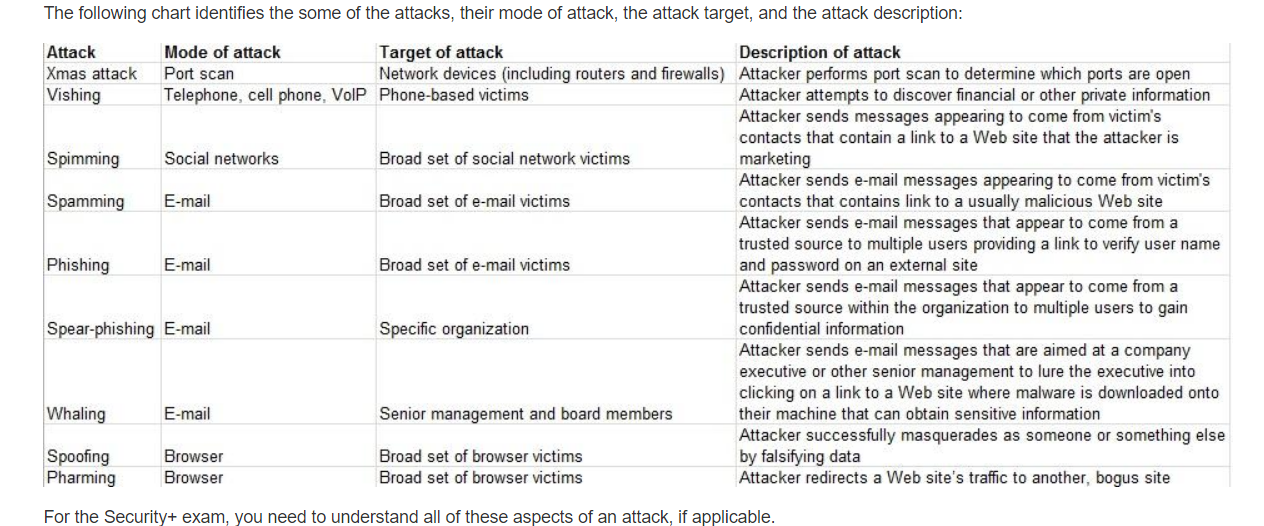 The following chart identifies the some of the attacks, their mode of attack, the attack target, and the attack description:
Attack Mode of attack Target of attack Description of attack
Xmas attack Port scan Network devices (including routers and firewalls) Attacker performs port scan to determine which ports are open
Vishing Telephone, cell phone, VoIP Phone-based victims Attacker attempts to discover financial or other private information
Attacker sends messages appearing to come from victim's
contacts that contain a link to a Web site that the attacker is
Spimming Social networks Broad set of social network victims marketing
Attacker sends e-mail messages appearing to come from victim's
Spamming E-mail Broad set of e-mail victims contacts that contains link to a usually malicious Web site
Attacker sends e-mail messages that appear to come from a
trusted source to multiple users providing a link to verify user name
Phishing E-mail Broad set of e-mail victims and password on an external site
Attacker sends e-mail messages that appear to come from a
trusted source within the organization to multiple users to gain
Spear-phishing E-mail Specific organization confidential information
Attacker sends e-mail messages that are aimed at a company
executive or other senior management to lure the executive into
clicking on a link to a Web site where malware is downloaded onto
Whaling E-mail Senior management and board members their machine that can obtain sensitive information
Attacker successfully masquerades as someone or something else
Spoofing Browser Broad set of browser victims by falsifying data
Pharming Browser Broad set of browser victims Attacker redirects a Web site's traffic to another, bogus site
For the Security+ exam, you need to understand all of these aspects of an attack, if applicable.